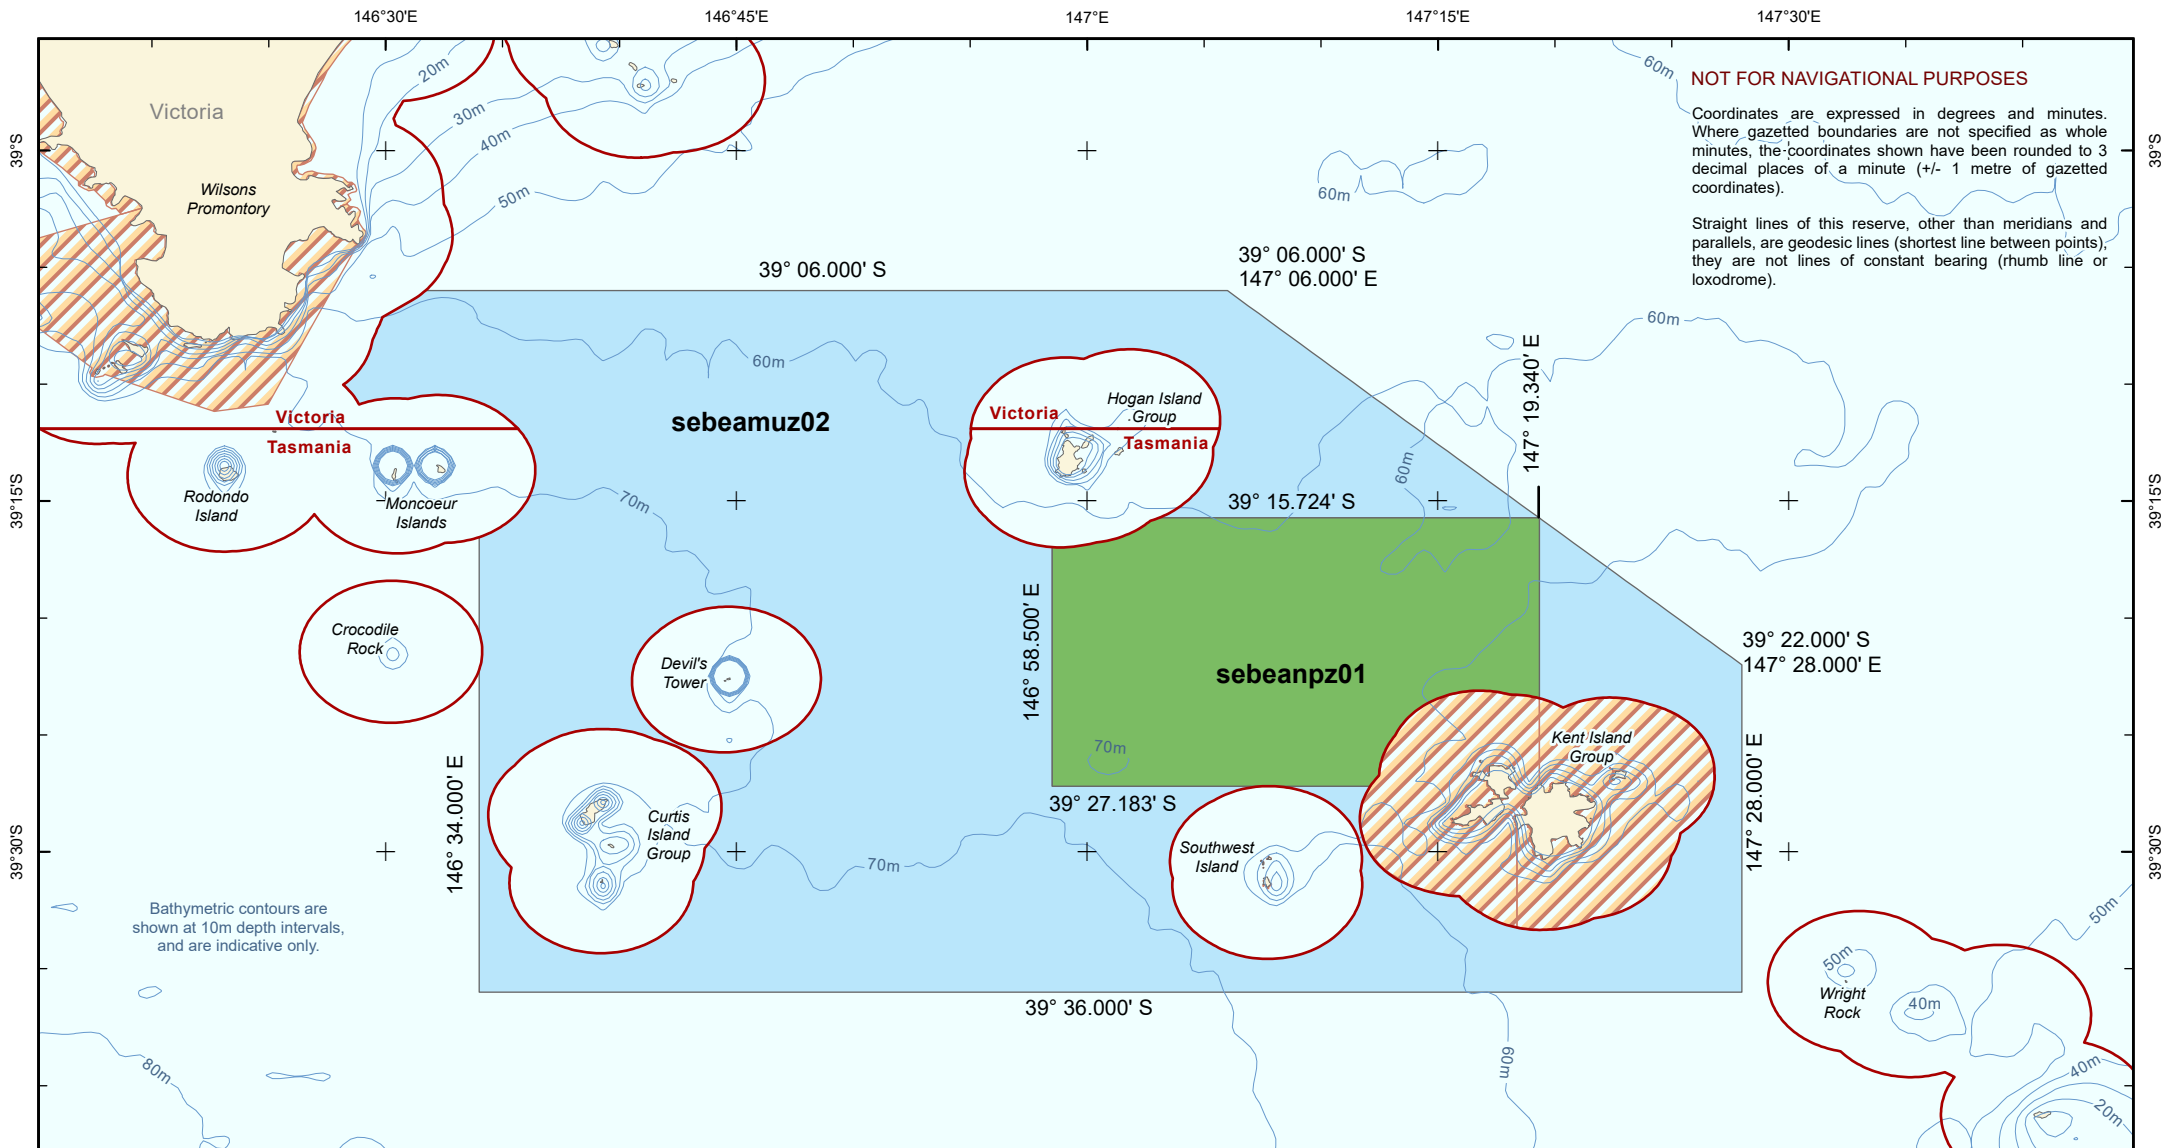 146°30'E
146°45'E
147°E
147°15'E
147°30'E
39°S
39°S
39°15'S
39°15'S
39°30'S
39°30'S
NOT FOR NAVIGATIONAL PURPOSES
Coordinates are expressed in degrees and minutes.
Where gazetted boundaries are not specified as whole
minutes, the coordinates shown have been rounded to 3
decimal places of a minute (+/- 1 metre of gazetted
coordinates).
Straight lines of this reserve, other than meridians and
parallels, are geodesic lines (shortest line between points),
they are not lines of constant bearing (rhumb line or
loxodrome).
Victoria
Wilsons
Promontory
20m
30m
40m
50m
60m
60m
39° 06.000' S
39° 06.000' S
147° 06.000' E
60m
60m
sebeamuz02
Victoria
Tasmania
Victoria
Tasmania
Hogan Island
Group
147° 19.340' E
60m
Rodondo
Island
Moncoeur
Islands
70m
39° 15.724' S
146° 58.500' E
Crocodile
Rock
Devil's
Tower
sebeanpz01
39° 22.000' S
147° 28.000' E
70m
Kent Island
Group
39° 27.183' S
146° 34.000' E
147° 28.000' E
Curtis
Island
Group
70m
Southwest
Island
Bathymetric contours are
shown at 10m depth intervals,
and are indicative only.
50m
50m
Wright
Rock
40m
39° 36.000' S
80m
60m
40m
20m